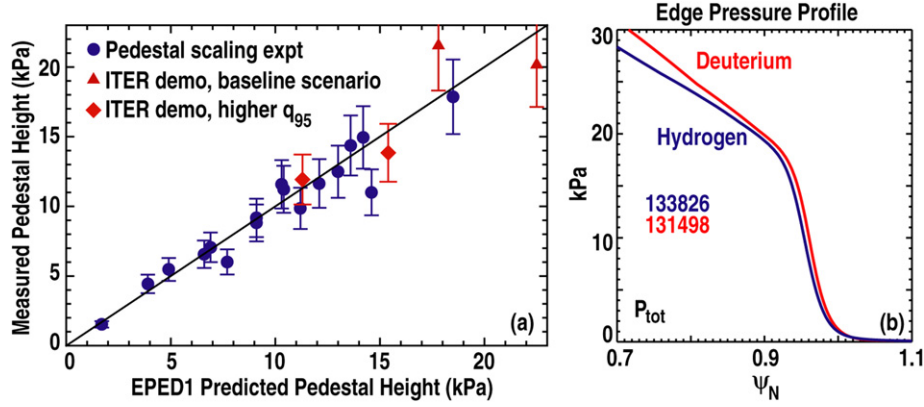 Measured Pedestal Height (kPa)
20
15
10
5
0
Pedestal scaling expt
ITER demo, baseline scenario
ITER demo, higher q95
(a)
0 5 10 15 20
EPED1 Predicted Pedestal Height (kPa)
Edge Pressure Profile
kPa
30
20
10
0
Deuterium
Hydrogen
133826
131498
Ptot
(b)
0.7 0.9 1.1
ΨN